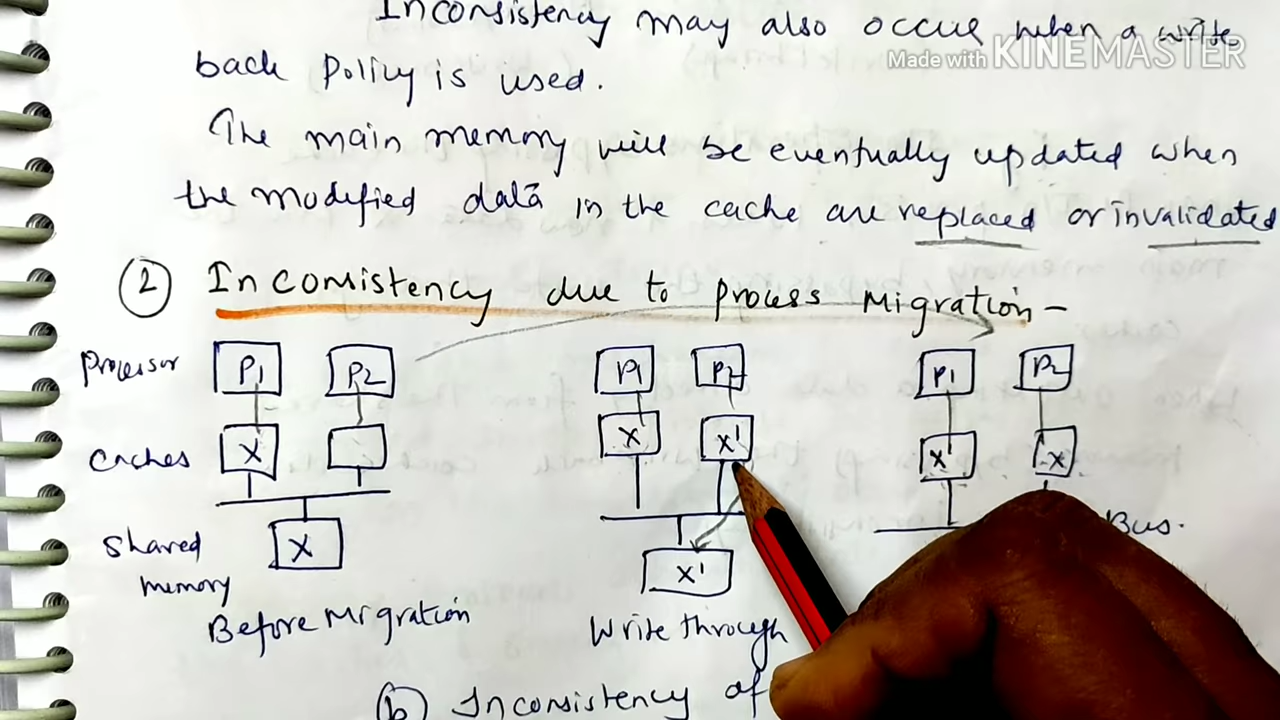 Inconsistency may also occur when a write
Made with KINEMASTER
back policy is used.
The main memory will be eventually updated when
the modified data in the cache are replaced or invalidated
② Inconsistency due to process Migration-
Processor P1 P2 P1 P2 P1 P2
Caches X X X' X X
Shared memory X X' Bus.
Before Migration Write through
(b) Inconsistency of